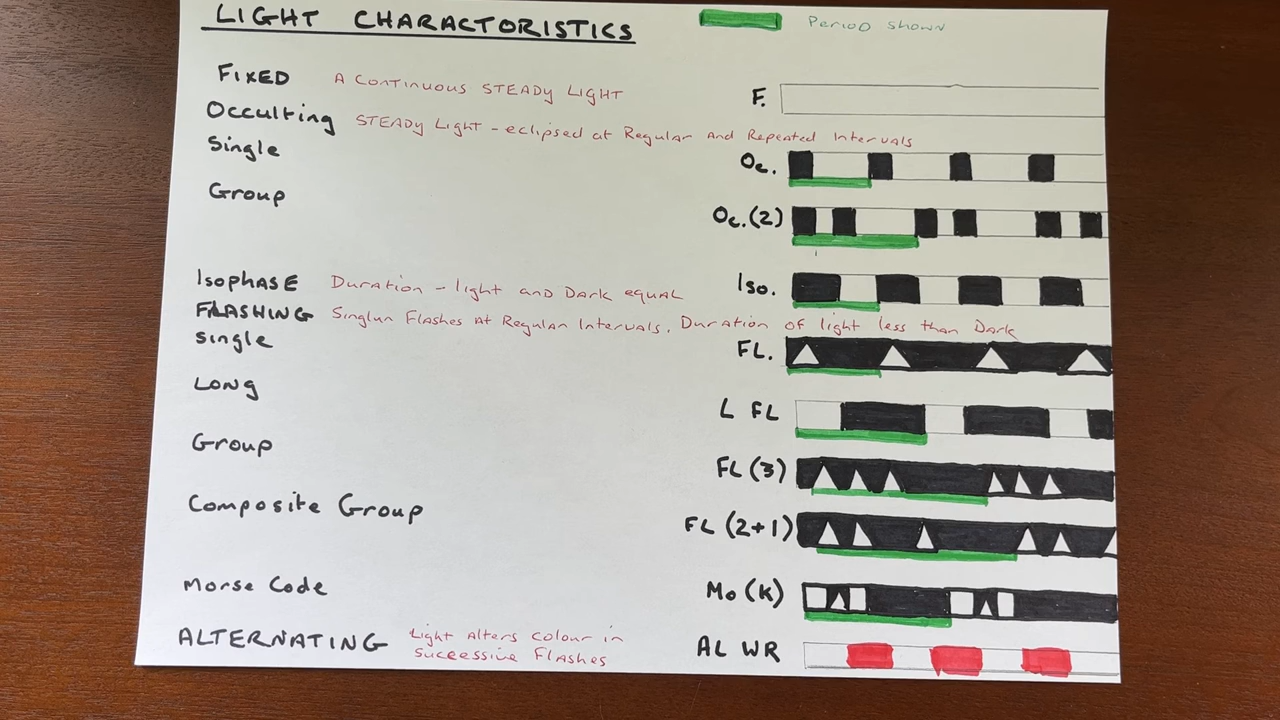 LIGHT CHARACTORISTICS
PERIOD SHOWN
FIXED A CONTINUOUS STEADY LIGHT F.
OCCULTING STEADY LIGHT - eclipsed at Regular AND Repeated Intervals
Single Oc.
Group Oc.(2)
ISOPHASE Duration - light and Dark equal Iso.
FLASHING Flashes At Regular Intervals. Duration of light less than Dark
Single FL.
LONG L FL
Group FL (3)
Composite Group FL (2+1)
Morse Code Mo (K)
ALTERNATING Light Alters colour in
successive Flashes
AL WR